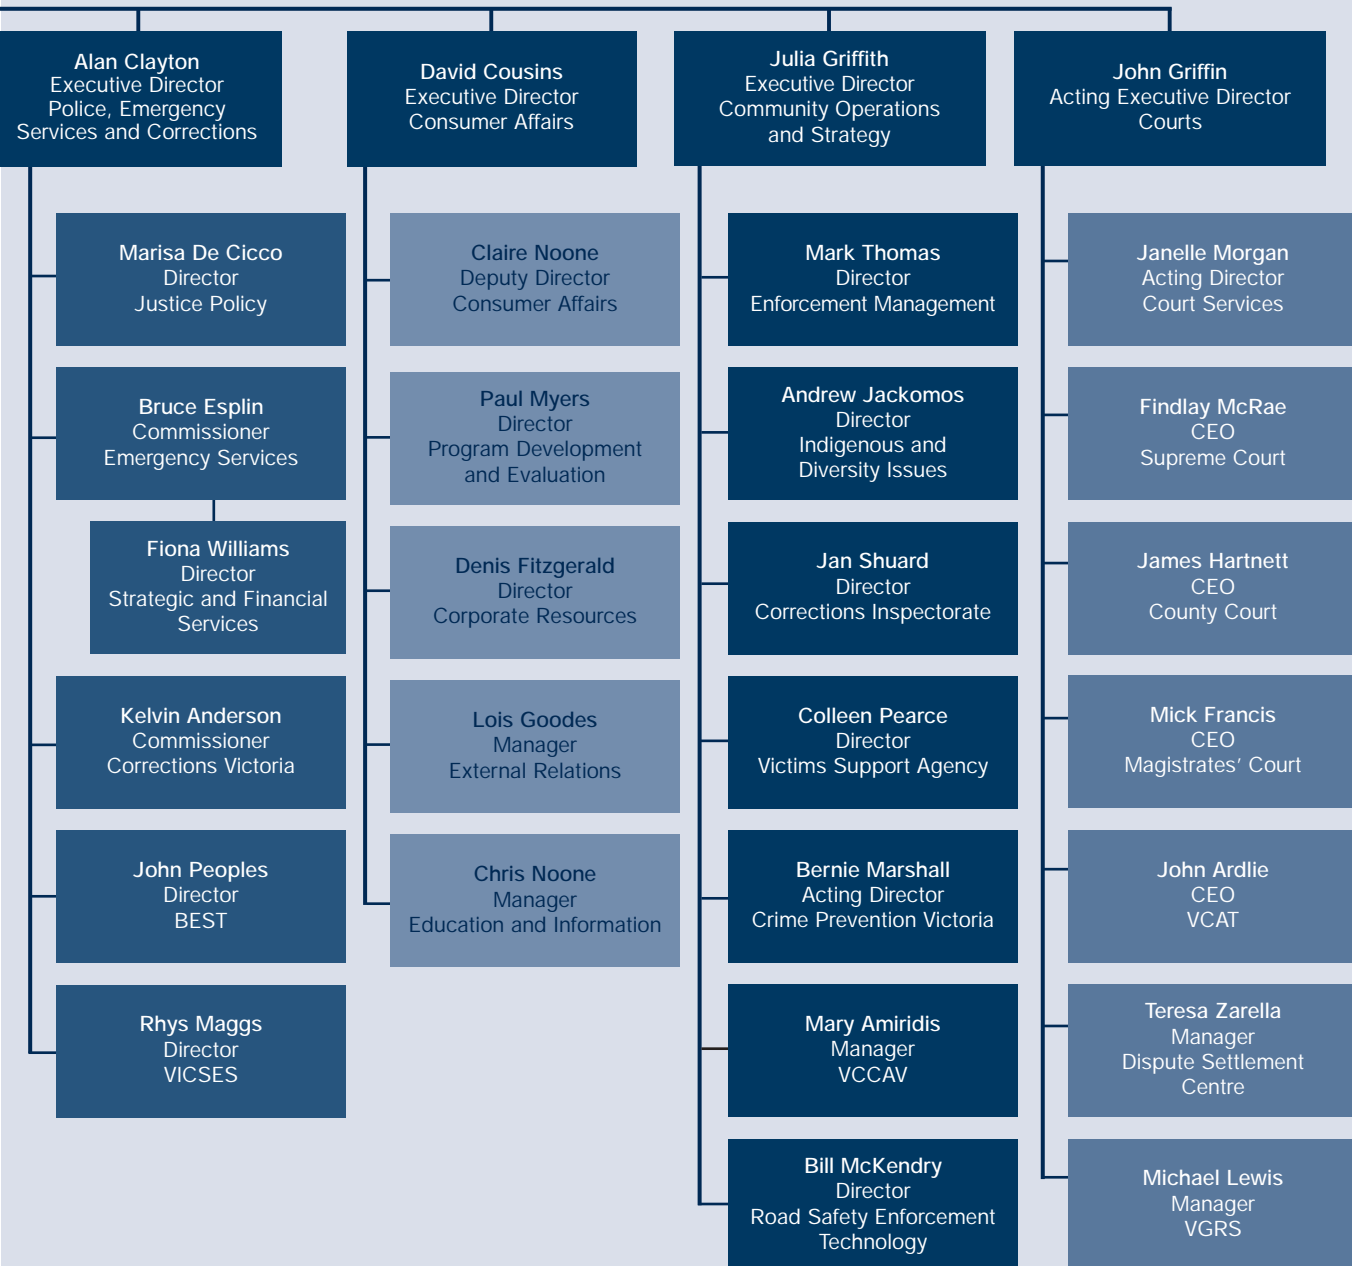 Alan Clayton
Executive Director
Police, Emergency
Services and Corrections
Marisa De Cicco
Director
Justice Policy
Bruce Esplin
Commissioner
Emergency Services
Fiona Williams
Director
Strategic and Financial
Services
Kelvin Anderson
Commissioner
Corrections Victoria
John Peoples
Director
BEST
Rhys Maggs
Director
VICSES
David Cousins
Executive Director
Consumer Affairs
Claire Noone
Deputy Director
Consumer Affairs
Paul Myers
Director
Program Development
and Evaluation
Denis Fitzgerald
Director
Corporate Resources
Lois Goodes
Manager
External Relations
Chris Noone
Manager
Education and Information
Julia Griffith
Executive Director
Community Operations
and Strategy
Mark Thomas
Director
Enforcement Management
Andrew Jackomos
Director
Indigenous and
Diversity Issues
Jan Shuard
Director
Corrections Inspectorate
Colleen Pearce
Director
Victims Support Agency
Bernie Marshall
Acting Director
Crime Prevention Victoria
Mary Amiridis
Manager
VCCAV
Bill McKendry
Director
Road Safety Enforcement
Technology
John Griffin
Acting Executive Director
Courts
Janelle Morgan
Acting Director
Court Services
Findlay McRae
CEO
Supreme Court
James Hartnett
CEO
County Court
Mick Francis
CEO
Magistrates' Court
John Ardlie
CEO
VCAT
Teresa Zarella
Manager
Dispute Settlement
Centre
Michael Lewis
Manager
VGRS